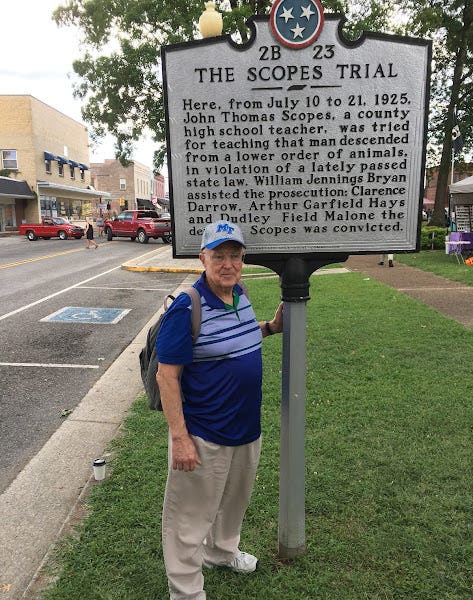 2B 23
THE SCOPES TRIAL
Here, from July 10 to 21, 1925,
John Thomas Scopes, a county
high school teacher, was tried
for teaching that man descended
from a lower order of animals,
in violation of a lately passed
state law. William Jennings Bryan
assisted the prosecution; Clarence
Darrow, Arthur Garfield Hays
and Dudley Field Malone the
de Scopes was convicted.
MT